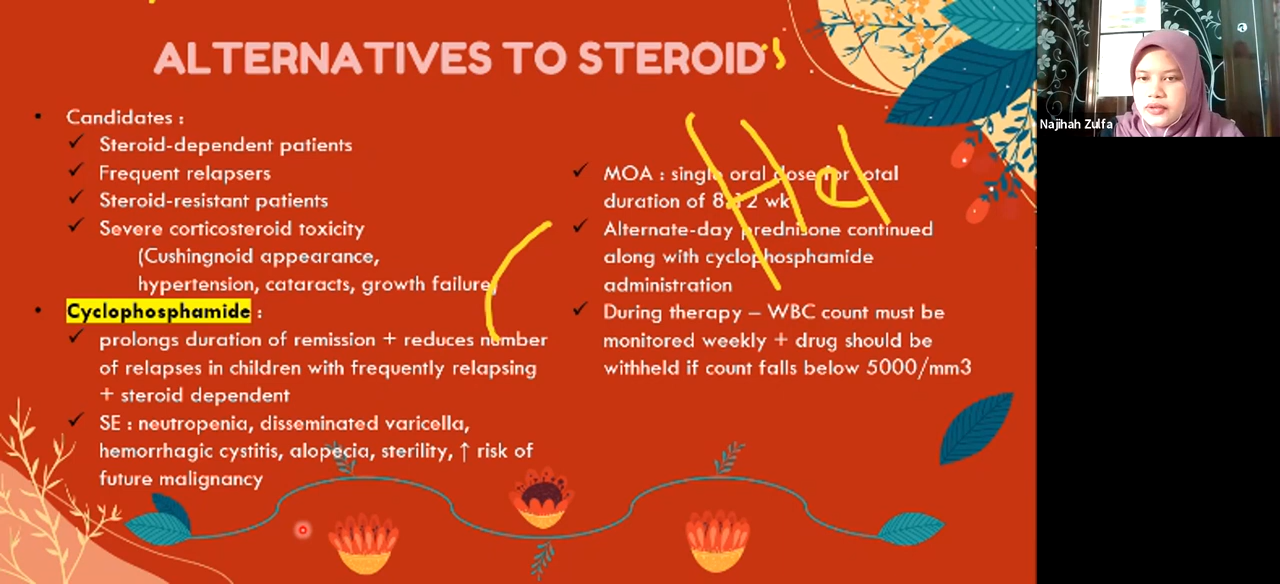 ALTERNATIVES TO STEROID's
Candidates :
Steroid-dependent patients
Frequent relapsers
Steroid-resistant patients
Severe corticosteroid toxicity
(Cushingnoid appearance,
hypertension, cataracts, growth failure)
Cyclophosphamide :
prolongs duration of remission + reduces number
of relapses in children with frequently relapsing
+ steroid dependent
SE : neutropenia, disseminated varicella,
hemorrhagic cystitis, alopecia, sterility, ↑ risk of
future malignancy
MOA : single oral dose for total
duration of wk
Alternate-day prednisone continued
along with cyclophosphamide
administration
During therapy – WBC count must be
monitored weekly + drug should be
withheld if count falls below 5000/mm3
Hel
Najihah Zulfa